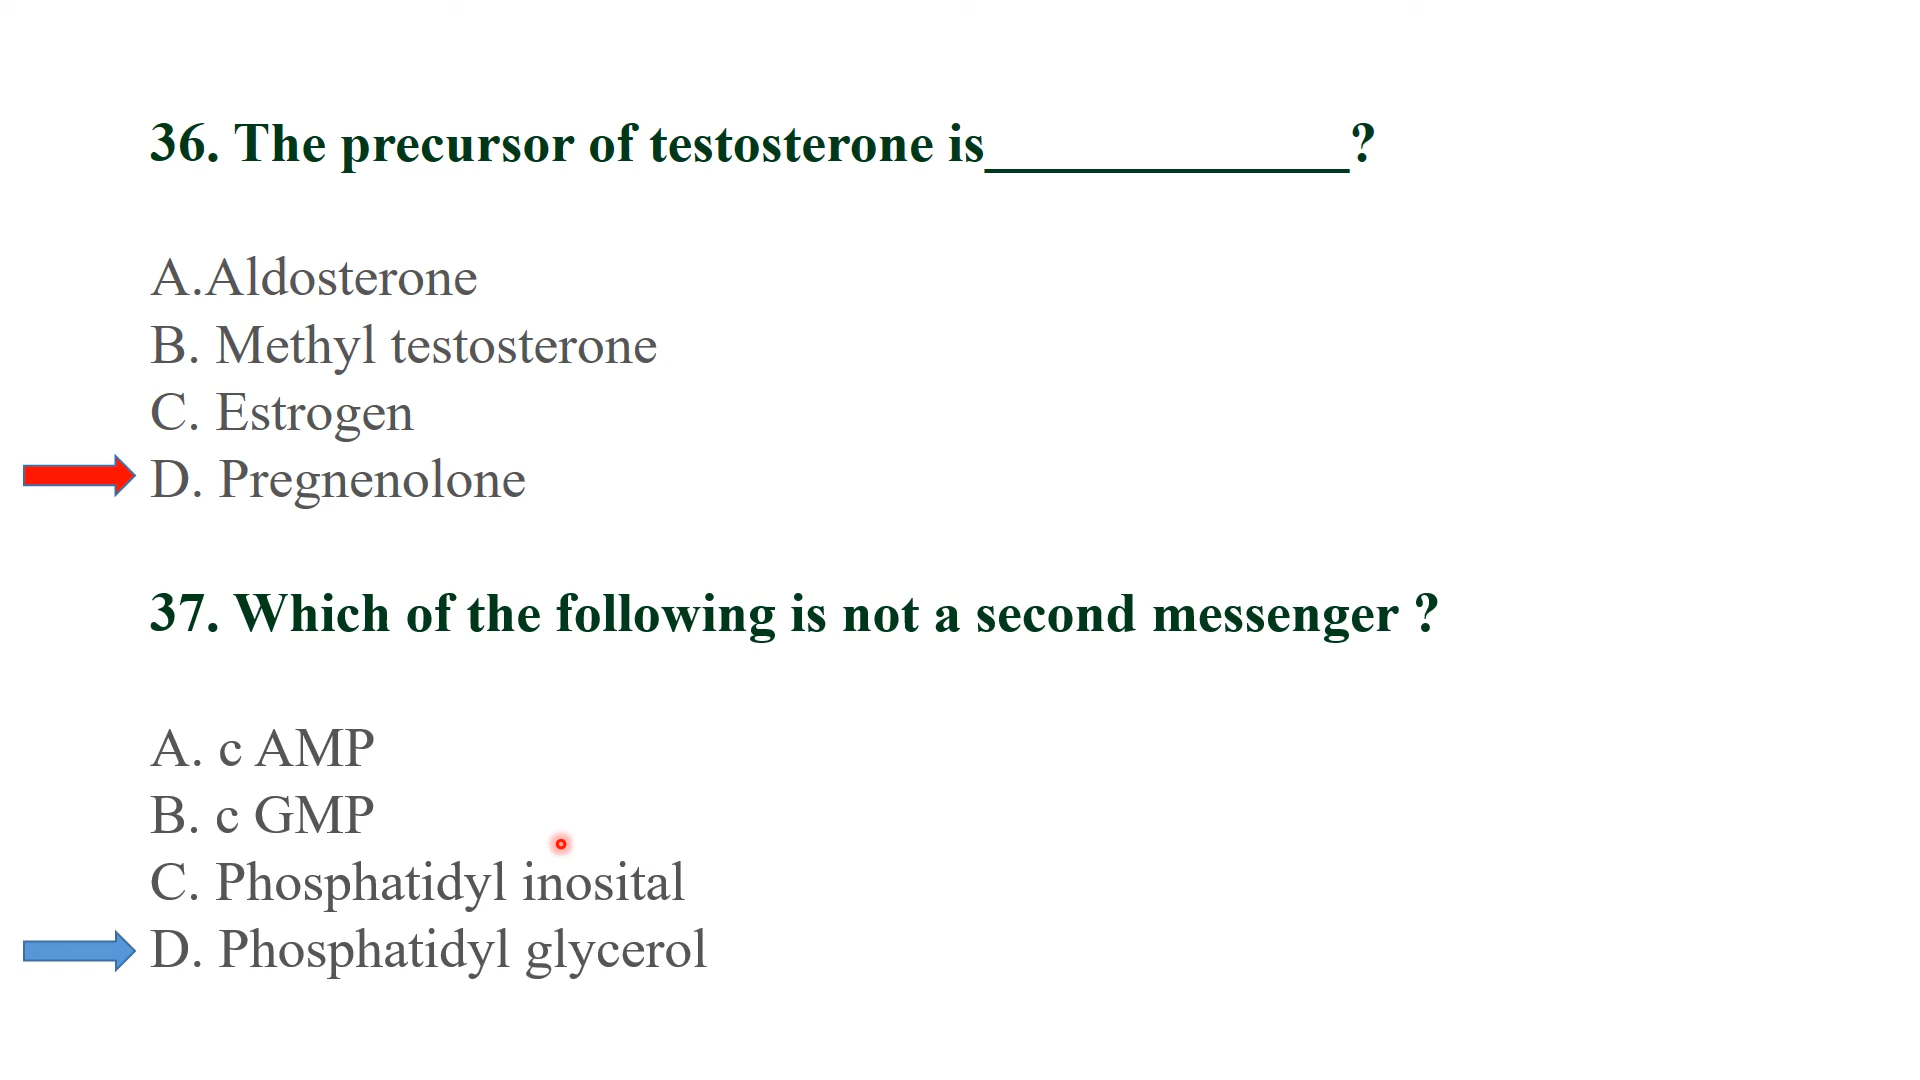 36. The precursor of testosterone is_____________?
A.Aldosterone
B. Methyl testosterone
C. Estrogen
D. Pregnenolone
37. Which of the following is not a second messenger ?
A. c AMP
B. c GMP
C. Phosphatidyl inosital
D. Phosphatidyl glycerol